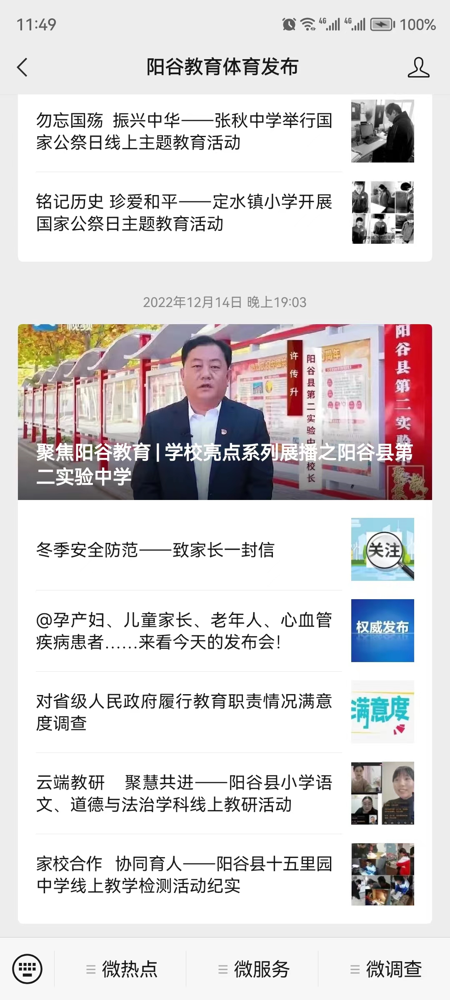 11:49
4G 4G 100%
阳谷教育体育发布
勿忘国殇 振兴中华——张秋中学举行国
家公祭日线上主题教育活动
铭记历史 珍爱和平——定水镇小学开展
国家公祭日主题教育活动
2022年12月14日 晚上19:03
许传升
阳谷县第二实验中校长
阳谷县第二实验
聚焦阳谷教育 | 学校亮点系列展播之阳谷县第
二实验中学
冬季安全防范——致家长一封信
关注
@孕产妇、儿童家长、老年人、心血管
疾病患者……来看今天的发布会！
权威发布
对省级人民政府履行教育职责情况满意
度调查
满意度
云端教研 聚慧共进——阳谷县小学语
文、道德与法治学科线上教研活动
家校合作 协同育人——阳谷县十五里园
中学线上教学检测活动纪实
微热点
微服务
微调查